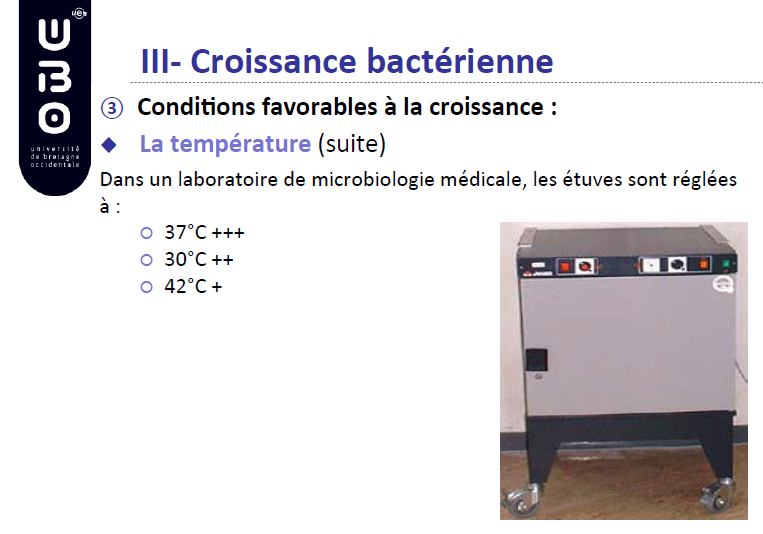 ueb
UBO
université
de bretagne
occidentale
III- Croissance bactérienne
③ Conditions favorables à la croissance :
◆ La température (suite)
Dans un laboratoire de microbiologie médicale, les étuves sont réglées
à :
○ 37°C +++
○ 30°C ++
○ 42°C +